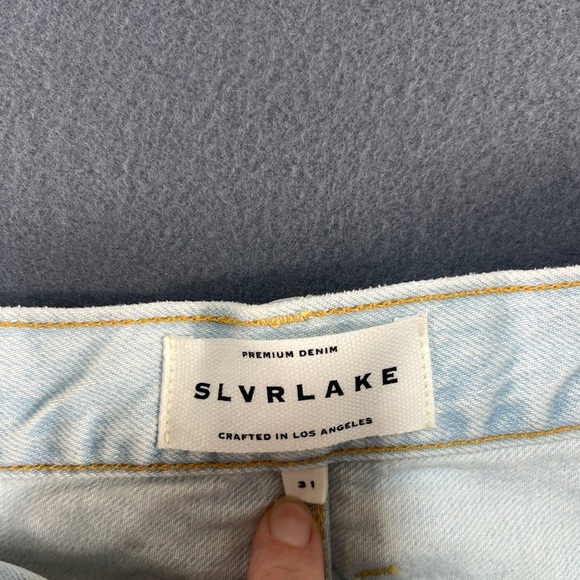 PREMIUM DENIM
SLVRLAKE
CRAFTED IN LOS ANGELES
31